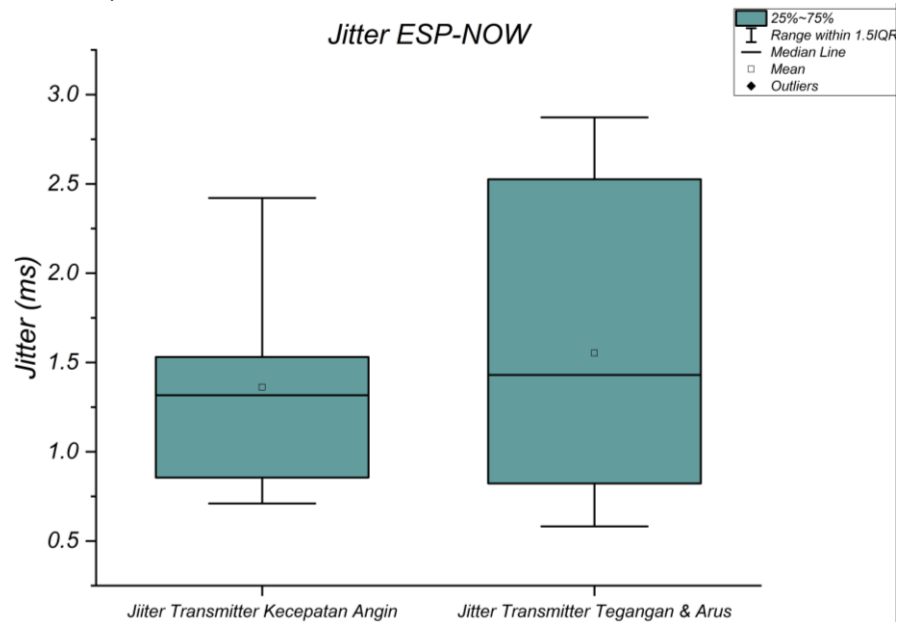 Jitter ESP-NOW
25%~75%
Range within 1.5IQR
Median Line
Mean
Outliers
3.0
2.5
2.0
1.5
1.0
0.5
Jitter (ms)
Jiiter Transmitter Kecepatan Angin
Jitter Transmitter Tegangan & Arus